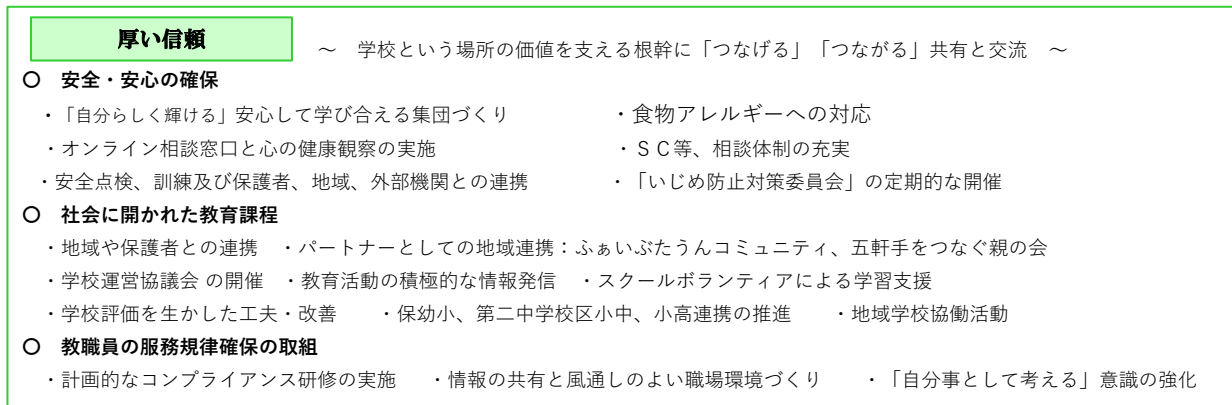 厚い信頼 ～ 学校という場所の価値を支える根幹に「つなげる」「つながる」共有と交流 ～
〇 安全・安心の確保
・「自分らしく輝ける」安心して学び合える集団づくり ・食物アレルギーへの対応
・オンライン相談窓口と心の健康観察の実施 ・ＳＣ等、相談体制の充実
・安全点検、訓練及び保護者、地域、外部機関との連携 ・「いじめ防止対策委員会」の定期的な開催
〇 社会に開かれた教育課程
・地域や保護者との連携 ・パートナーとしての地域連携：ふぁいぶたうんコミュニティ、五軒手をつなぐ親の会
・学校運営協議会 の開催 ・教育活動の積極的な情報発信 ・スクールボランティアによる学習支援
・学校評価を生かした工夫・改善 ・保幼小、第二中学校区小中、小高連携の推進 ・地域学校協働活動
〇 教職員の服務規律確保の取組
・計画的なコンプライアンス研修の実施 ・情報の共有と風通しのよい職場環境づくり ・「自分事として考える」意識の強化